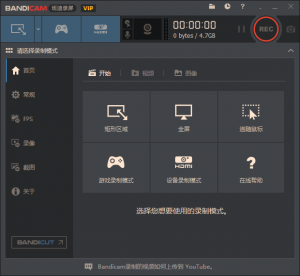 BANDICAM 班迪录屏 VIP
00:00:00
0 bytes / 4.7GB
REC
请选择录制模式
首页
常规
FPS
录像
截图
关于
BANDICUT
开始
视频
图像
矩形区域
全屏
追随鼠标
游戏录制模式
设备录制模式
在线帮助
HDMI
?
选择您想要使用的录制模式。
Bandicam录制的视频如何上传到 YouTube。